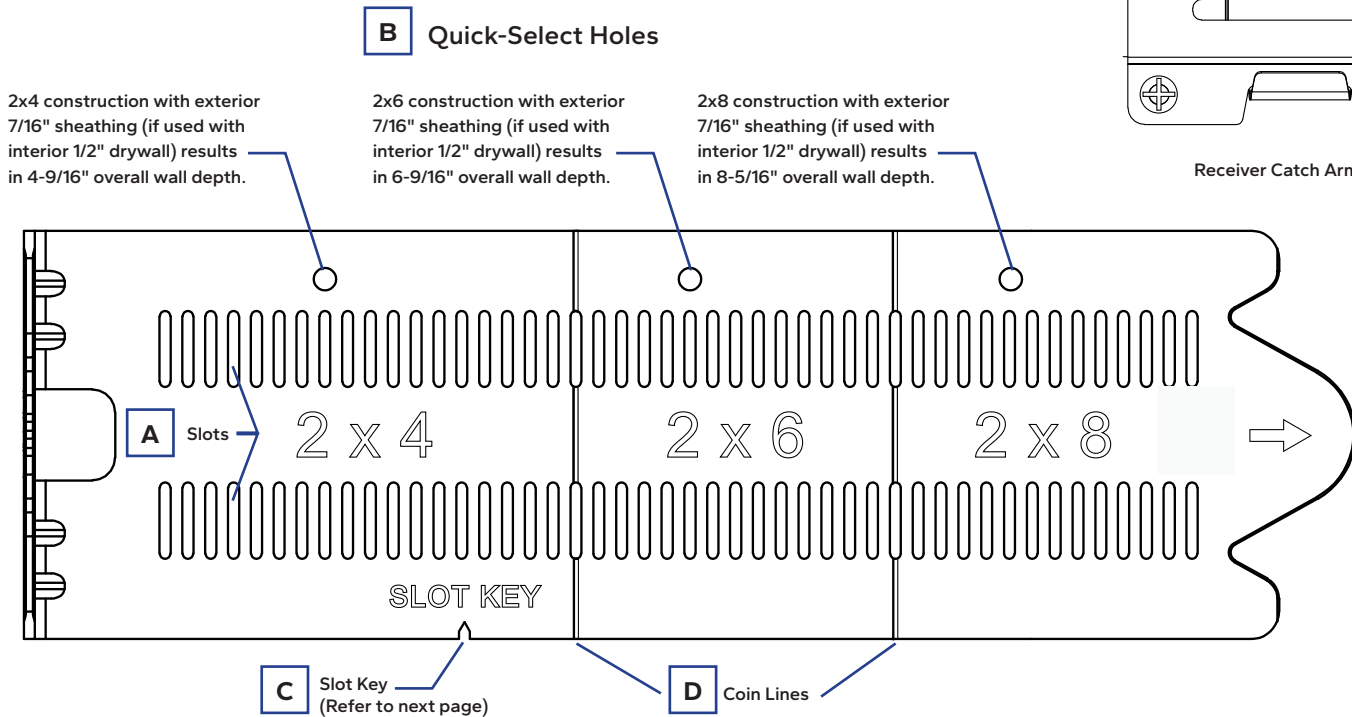 B Quick-Select Holes
2x4 construction with exterior
7/16" sheathing (if used with
interior 1/2" drywall) results
in 4-9/16" overall wall depth.
2x6 construction with exterior
7/16" sheathing (if used with
interior 1/2" drywall) results
in 6-9/16" overall wall depth.
2x8 construction with exterior
7/16" sheathing (if used with
interior 1/2" drywall) results
in 8-5/16" overall wall depth.
Receiver Catch Arm
A Slots
2 x 4
2 x 6
2 x 8
SLOT KEY
C Slot Key
(Refer to next page)
D Coin Lines